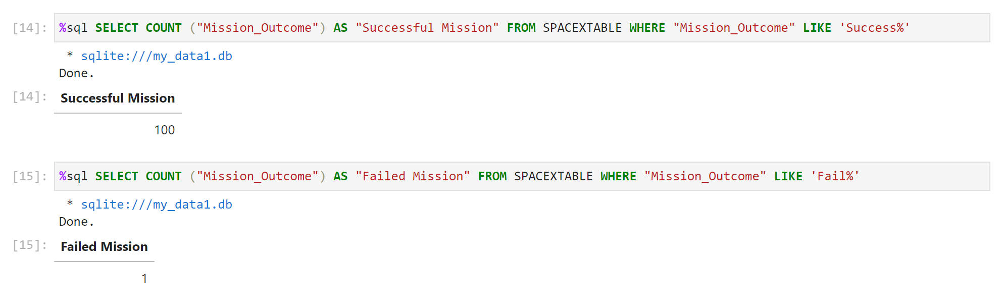 [14]: %sql SELECT COUNT ("Mission_Outcome") AS "Successful Mission" FROM SPACEXTABLE WHERE "Mission_Outcome" LIKE 'Success%'
* sqlite:///my_data1.db
Done.
[14]: Successful Mission
100
[15]: %sql SELECT COUNT ("Mission_Outcome") AS "Failed Mission" FROM SPACEXTABLE WHERE "Mission_Outcome" LIKE 'Fail%'
* sqlite:///my_data1.db
Done.
[15]: Failed Mission
1